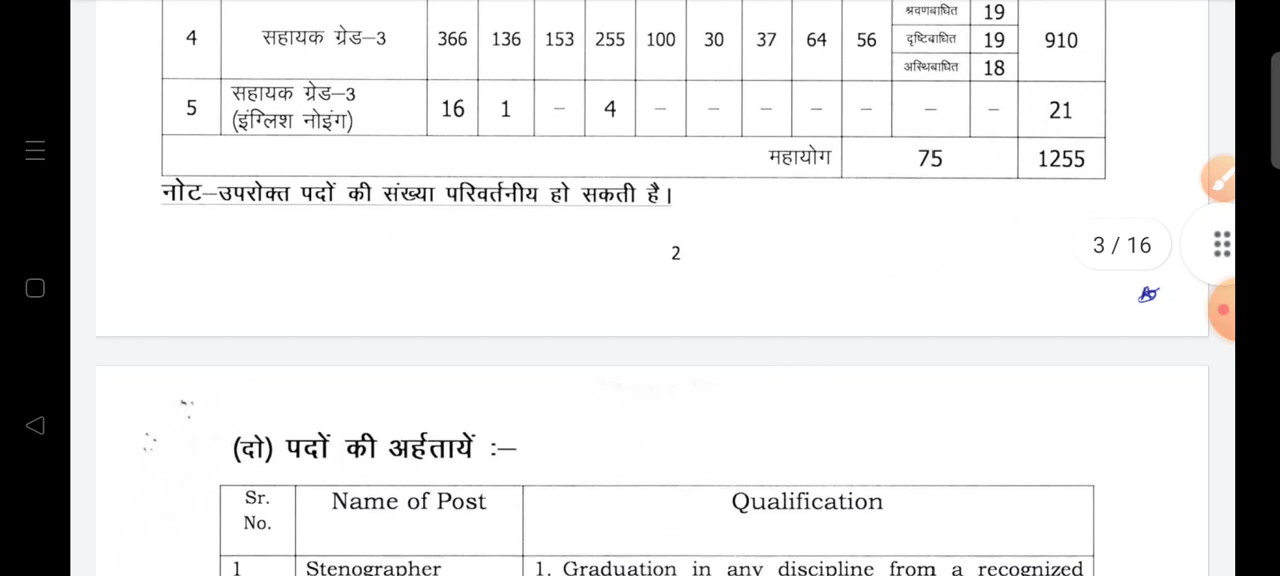 श्रवणबाधित 19
4 सहायक ग्रेड–3 366 136 153 255 100 30 37 64 56 दृष्टिबाधित 19 910
अस्थिबाधित 18
5 सहायक ग्रेड–3 (इंग्लिश नोइंग) 16 1 – 4 – – – – – – – 21
महायोग 75 1255
नोट–उपरोक्त पदों की संख्या परिवर्तनीय हो सकती है।
2
3 / 16
(दो) पदों की अर्हतायें :–
Sr. No. Name of Post Qualification
1 Stenographer 1. Graduation in any discipline from a recognized